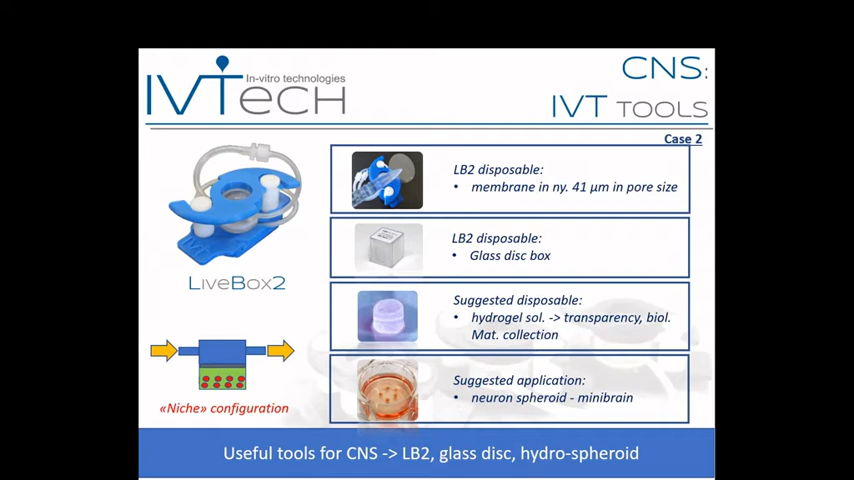 IVTech
In-vitro technologies
CNS:
IVT TOOLS
Case 2
LiveBox2
«Niche» configuration
LB2 disposable:
• membrane in ny. 41 µm in pore size
LB2 disposable:
• Glass disc box
Suggested disposable:
• hydrogel sol. -> transparency, biol.
Mat. collection
Suggested application:
• neuron spheroid - minibrain
Useful tools for CNS -> LB2, glass disc, hydro-spheroid